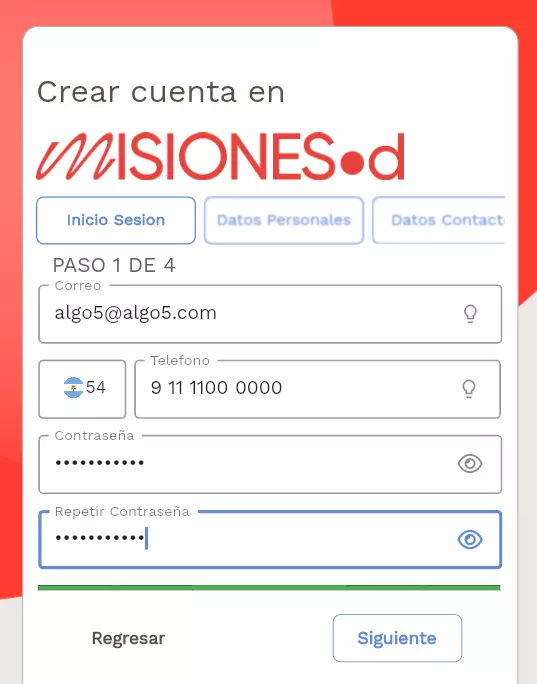 Crear cuenta en
MISIONES.d
Inicio Sesion Datos Personales Datos Contact
PASO 1 DE 4
Correo
algo5@algo5.com
Telefono
54 9 11 1100 0000
Contraseña
•••••••••••
Repetir Contraseña
•••••••••••
Regresar Siguiente